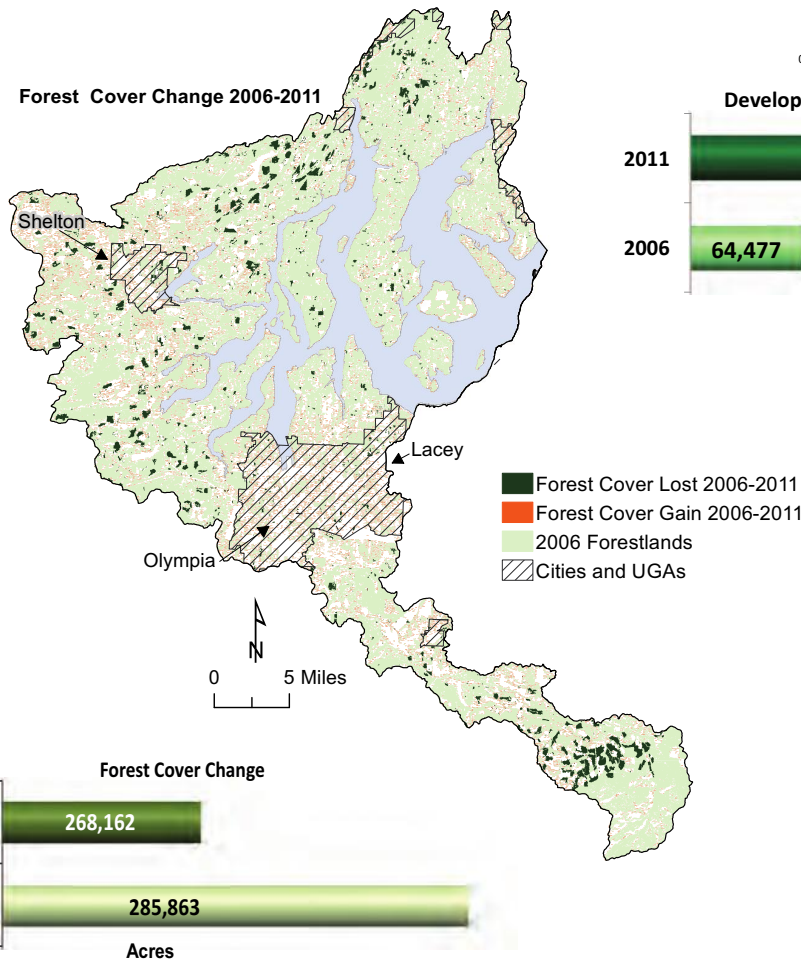 Forest Cover Change 2006-2011
Develop
2011
2006
64,477
Shelton
Lacey
Olympia
Forest Cover Lost 2006-2011
Forest Cover Gain 2006-2011
2006 Forestlands
Cities and UGAs
N
0 5 Miles
Forest Cover Change
268,162
285,863
Acres